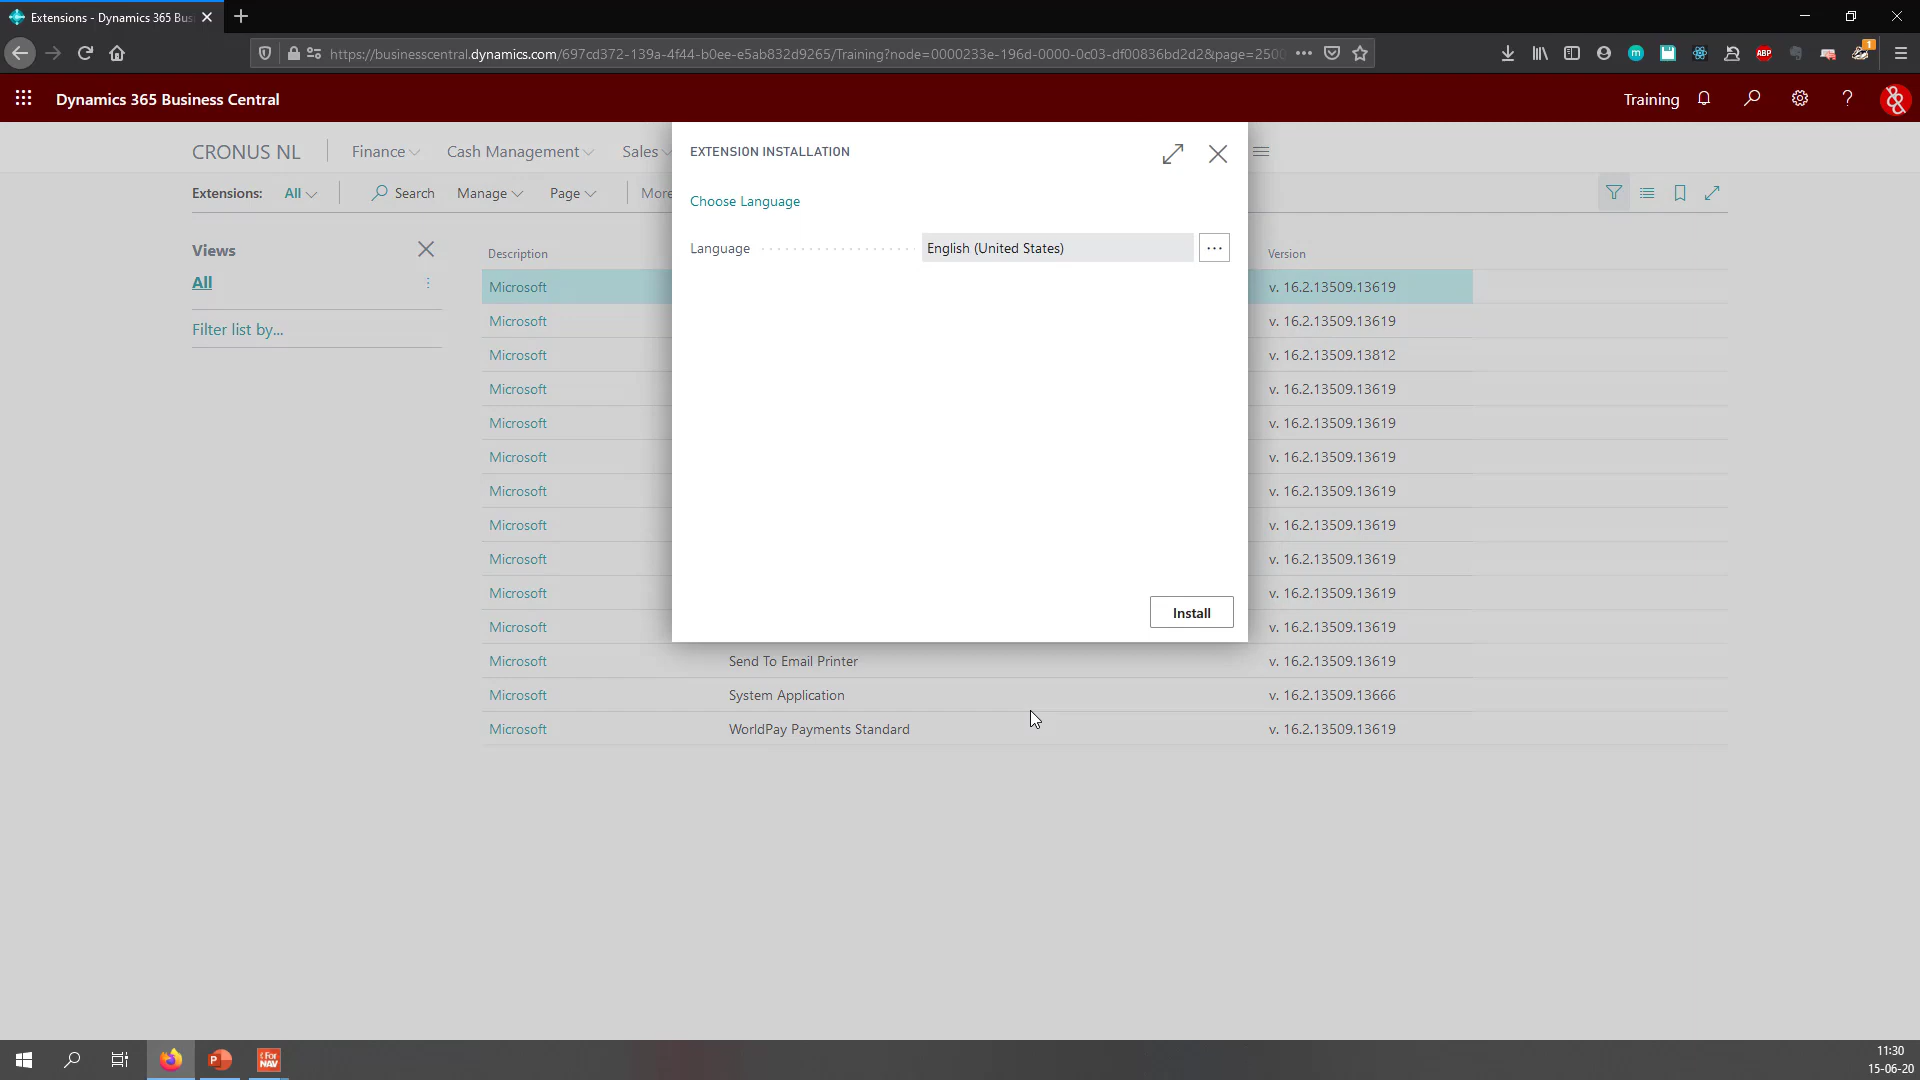 Extensions - Dynamics 365 Bus
https://businesscentral.dynamics.com/697cd372-139a-4f44-b0ee-e5ab832d9265/Training?node=0000233e-196d-0000-0c03-df00836bd2d2&page=2500
ABP
1
Dynamics 365 Business Central
Training
CRONUS NL
Finance
Cash Management
Sales
Extensions:
All
Search
Manage
Page
More
Views
All
Filter list by...
EXTENSION INSTALLATION
Choose Language
Language
English (United States)
Install
Description
Version
Microsoft v. 16.2.13509.13619
Microsoft v. 16.2.13509.13619
Microsoft v. 16.2.13509.13812
Microsoft v. 16.2.13509.13619
Microsoft v. 16.2.13509.13619
Microsoft v. 16.2.13509.13619
Microsoft v. 16.2.13509.13619
Microsoft v. 16.2.13509.13619
Microsoft v. 16.2.13509.13619
Microsoft v. 16.2.13509.13619
Microsoft v. 16.2.13509.13619
Microsoft Send To Email Printer v. 16.2.13509.13619
Microsoft System Application v. 16.2.13509.13666
Microsoft WorldPay Payments Standard v. 16.2.13509.13619
For
NAV
11:30
15-06-20